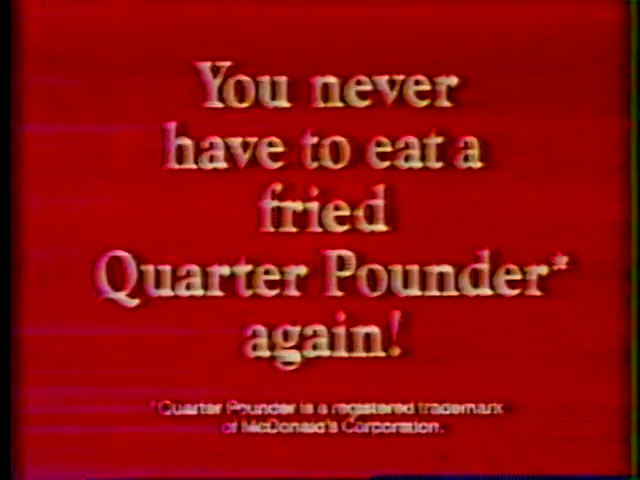 You never
have to eat a
fried
Quarter Pounder*
again!
*Quarter Pounder is a registered trademark
of McDonald's Corporation.